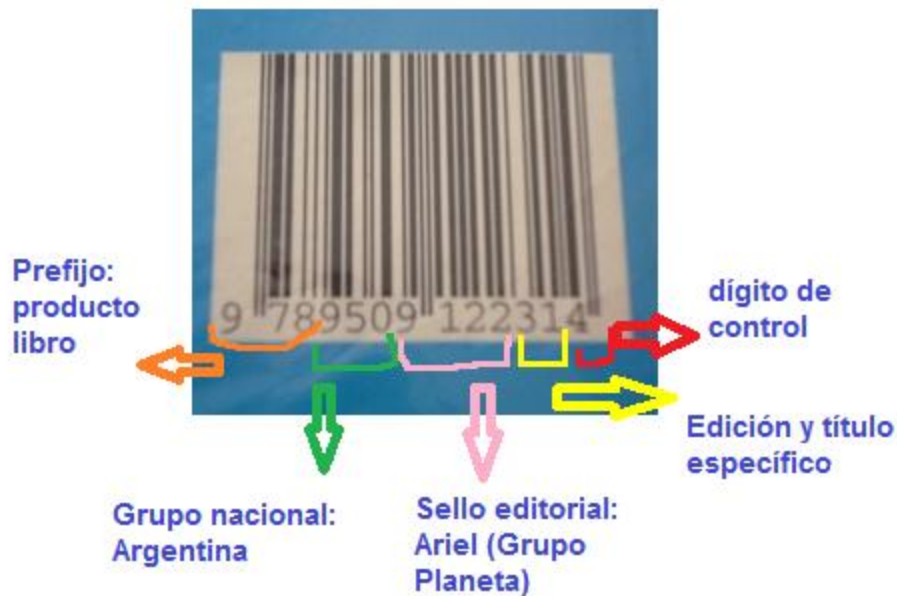 Prefijo:
producto
libro
9 789509 122314
dígito de
control
Edición y título
específico
Grupo nacional:
Argentina
Sello editorial:
Ariel (Grupo
Planeta)